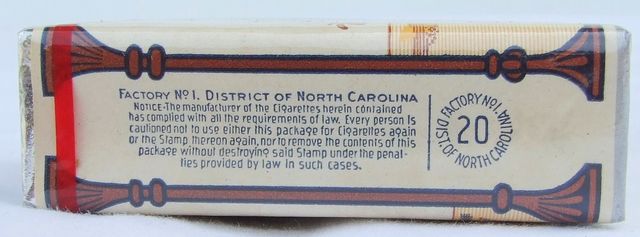 FACTORY Nº 1, DISTRICT OF NORTH CAROLINA
NOTICE-The manufacturer of the Cigarettes herein contained
has complied with all the requirements of law. Every person is
cautioned not to use either this package for Cigarettes again
or the Stamp thereon again, nor to remove the contents of this
package without destroying said Stamp under the penal-
ties provided by law in such cases.
FACTORY Nº 1,
20
DIST. OF NORTH CAROLINA